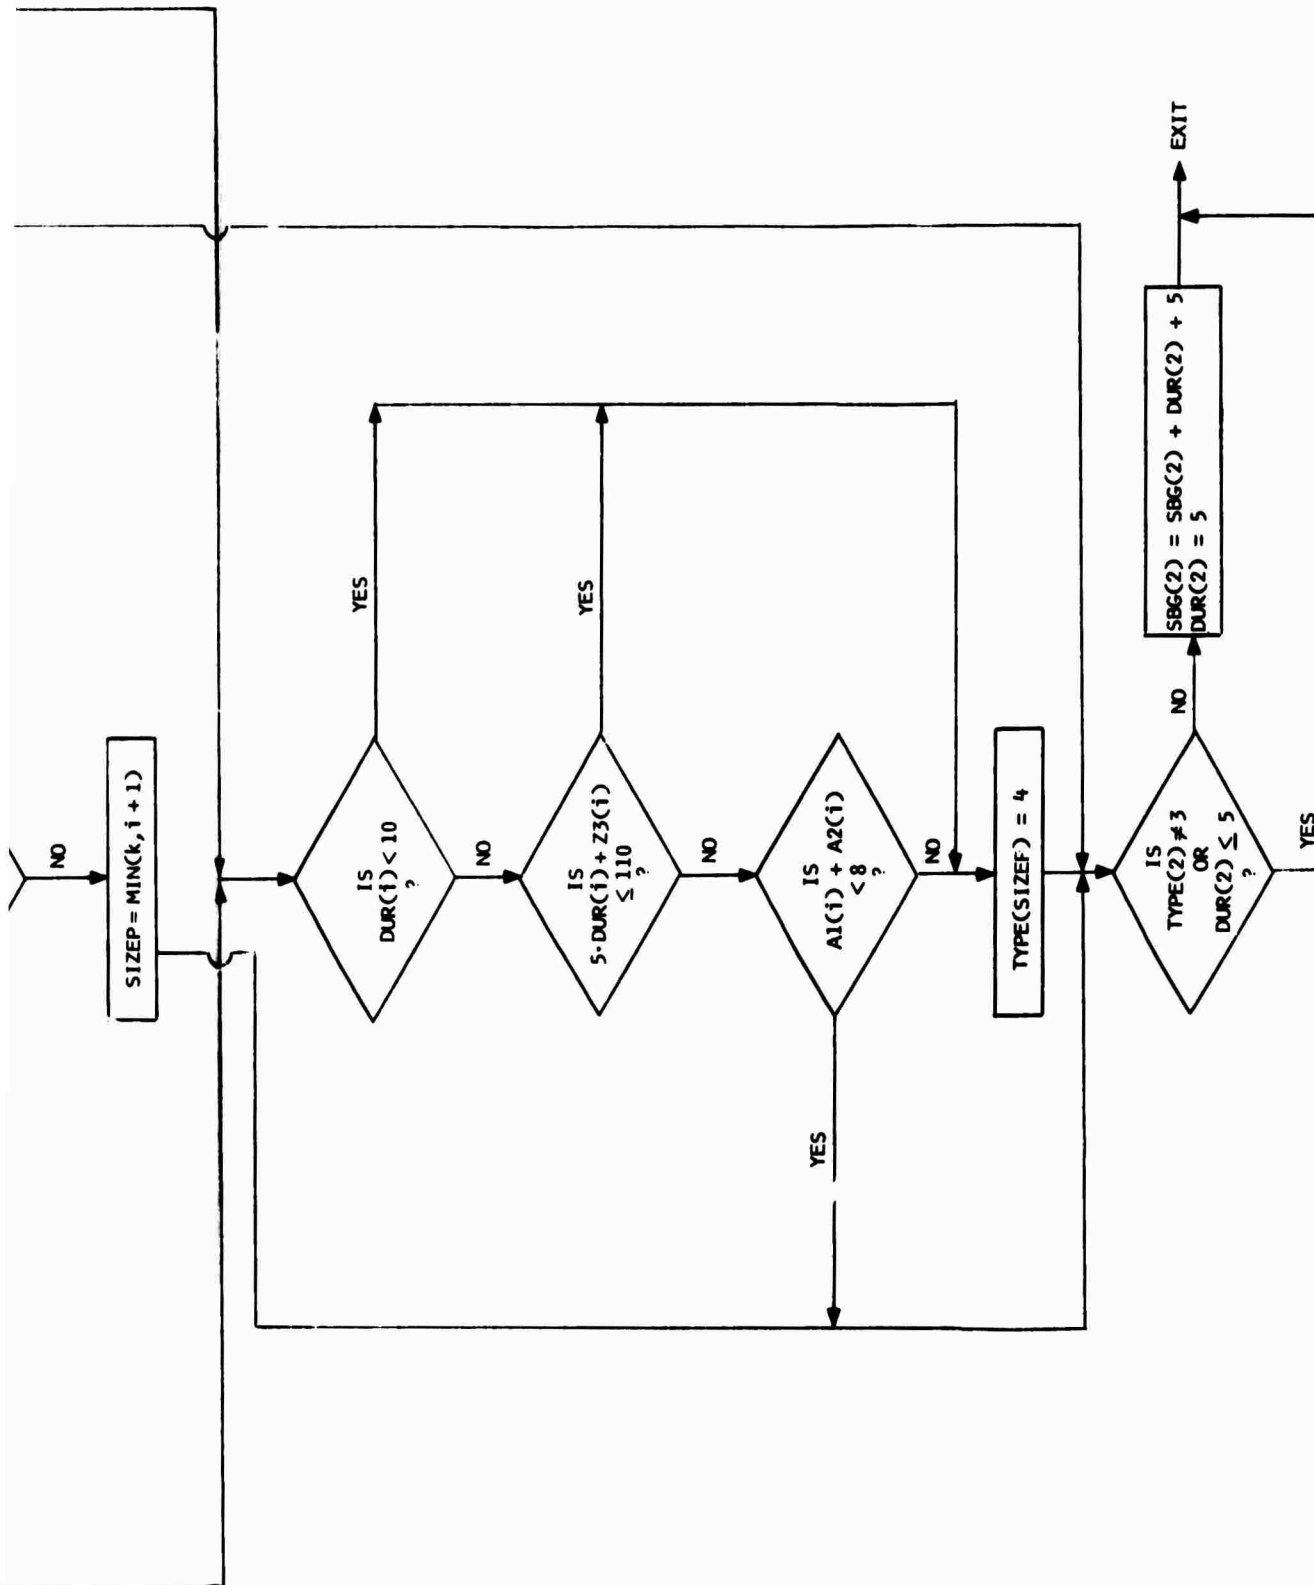 NO
SIZEP = MIN(k, i + 1)
IS
DUR(i) < 10
?
YES
NO
IS
5·DUR(i) + Z3(i)
≤ 110
?
YES
NO
IS
A1(i) + A2(i)
< 8
?
YES
NO
TYPE(SIZEF) = 4
IS
TYPE(2) ≠ 3
OR
DUR(2) ≤ 5
?
NO
YES
SBG(2) = SBG(2) + DUR(2) + 5
DUR(2) = 5
EXIT